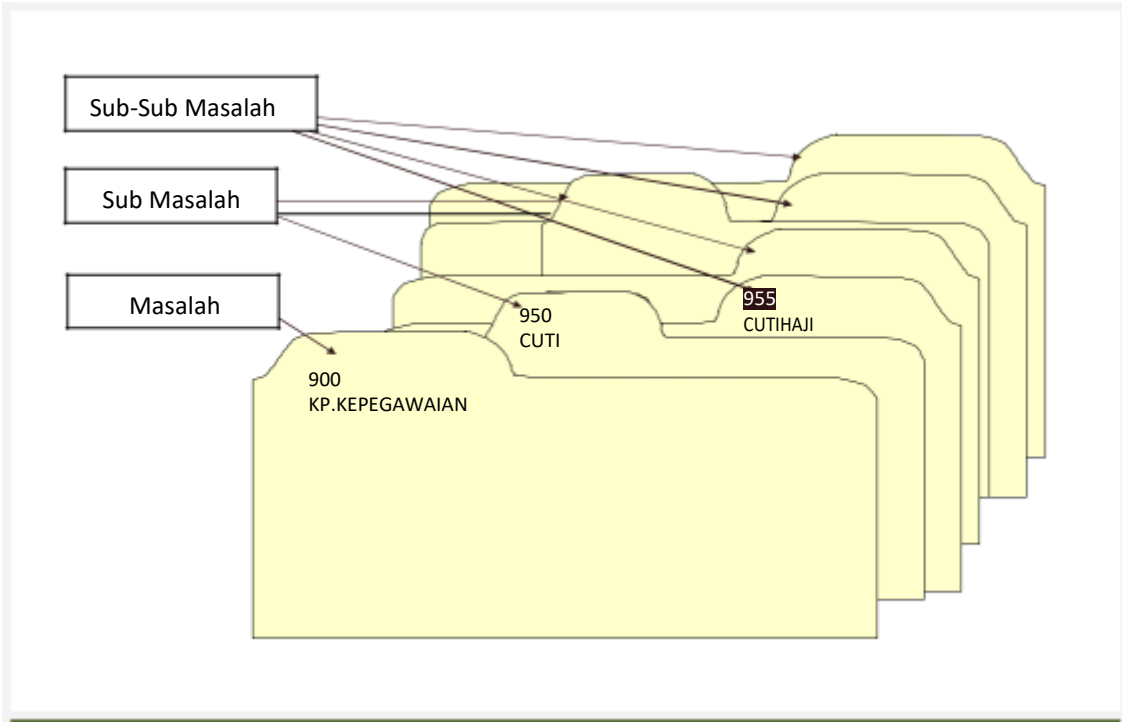 Sub-Sub Masalah
Sub Masalah
Masalah
955
CUTIHAJI
950
CUTI
900
KP.KEPEGAWAIAN